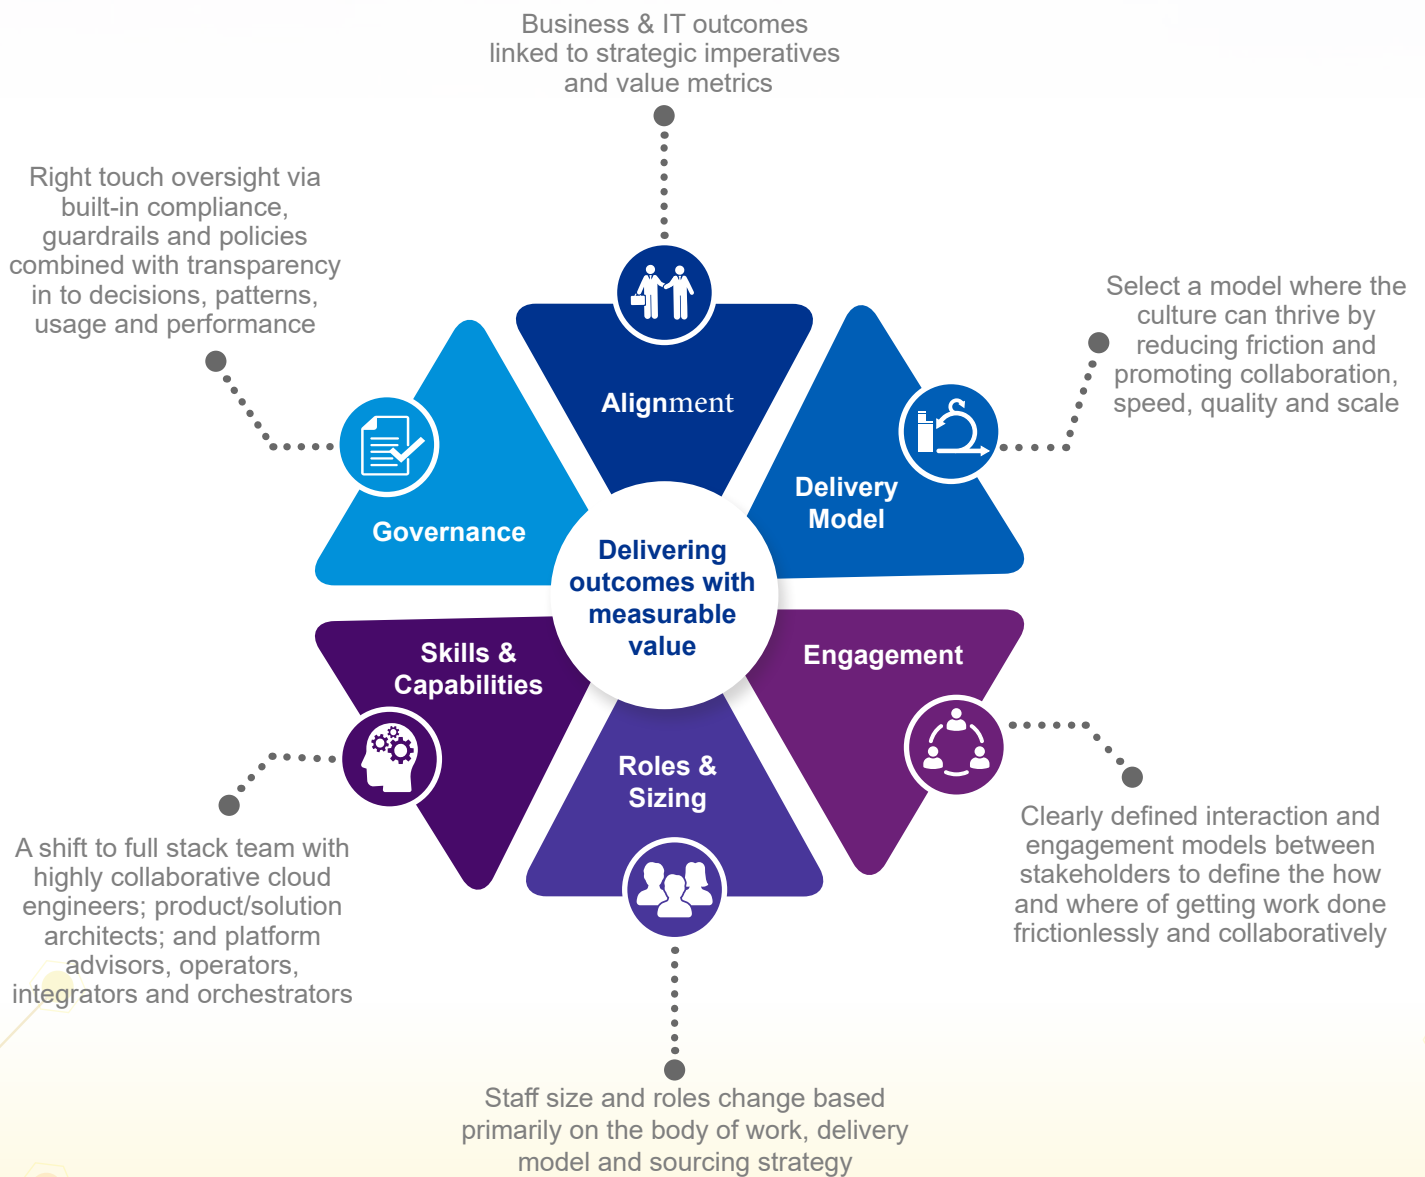 Business & IT outcomes
linked to strategic imperatives
and value metrics
Right touch oversight via
built-in compliance,
guardrails and policies
combined with transparency
in to decisions, patterns,
usage and performance
Select a model where the
culture can thrive by
reducing friction and
promoting collaboration,
speed, quality and scale
Alignment
Delivery
Model
Governance
Delivering
outcomes with
measurable
value
Skills &
Capabilities
Engagement
Roles &
Sizing
A shift to full stack team with
highly collaborative cloud
engineers; product/solution
architects; and platform
advisors, operators,
integrators and orchestrators
Clearly defined interaction and
engagement models between
stakeholders to define the how
and where of getting work done
frictionlessly and collaboratively
Staff size and roles change based
primarily on the body of work, delivery
model and sourcing strategy